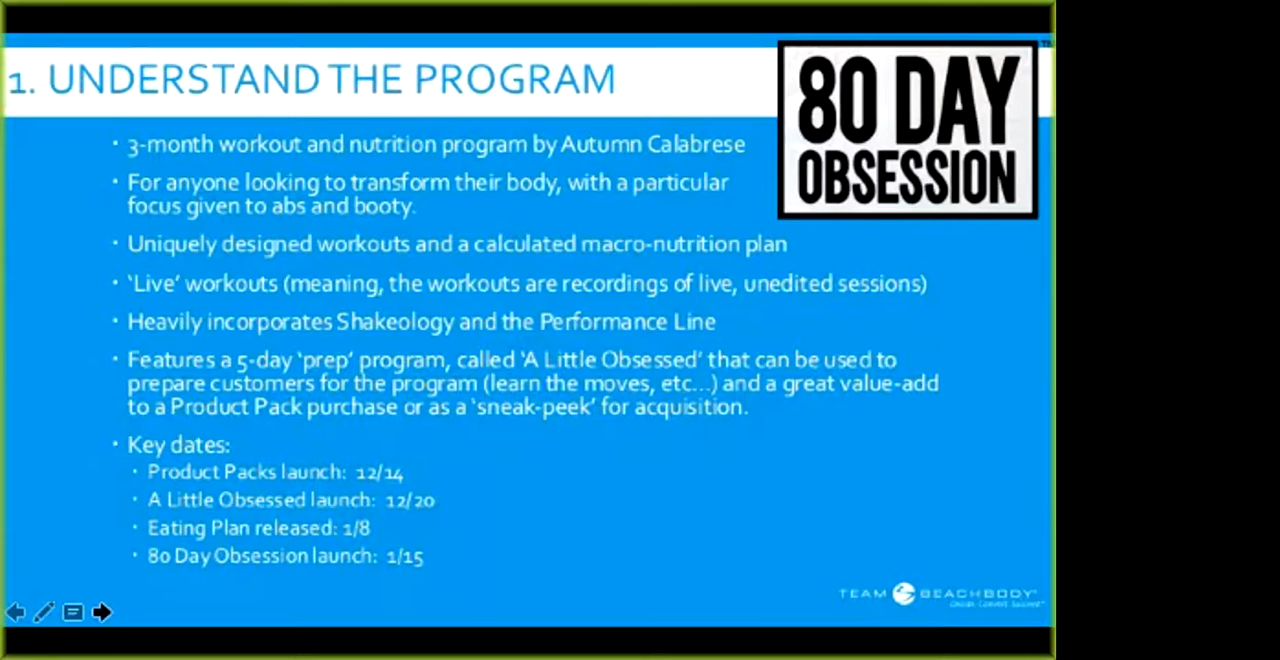 1. UNDERSTAND THE PROGRAM
80 DAY
OBSESSION
TM
• 3-month workout and nutrition program by Autumn Calabrese
• For anyone looking to transform their body, with a particular
focus given to abs and booty.
• Uniquely designed workouts and a calculated macro-nutrition plan
• ‘Live’ workouts (meaning, the workouts are recordings of live, unedited sessions)
• Heavily incorporates Shakeology and the Performance Line
• Features a 5-day ‘prep’ program, called ‘A Little Obsessed’ that can be used to
prepare customers for the program (learn the moves, etc...) and a great value-add
to a Product Pack purchase or as a ‘sneak-peek’ for acquisition.
• Key dates:
• Product Packs launch: 12/14
• A Little Obsessed launch: 12/20
• Eating Plan released: 1/8
• 80 Day Obsession launch: 1/15
TEAM BEACHBODY